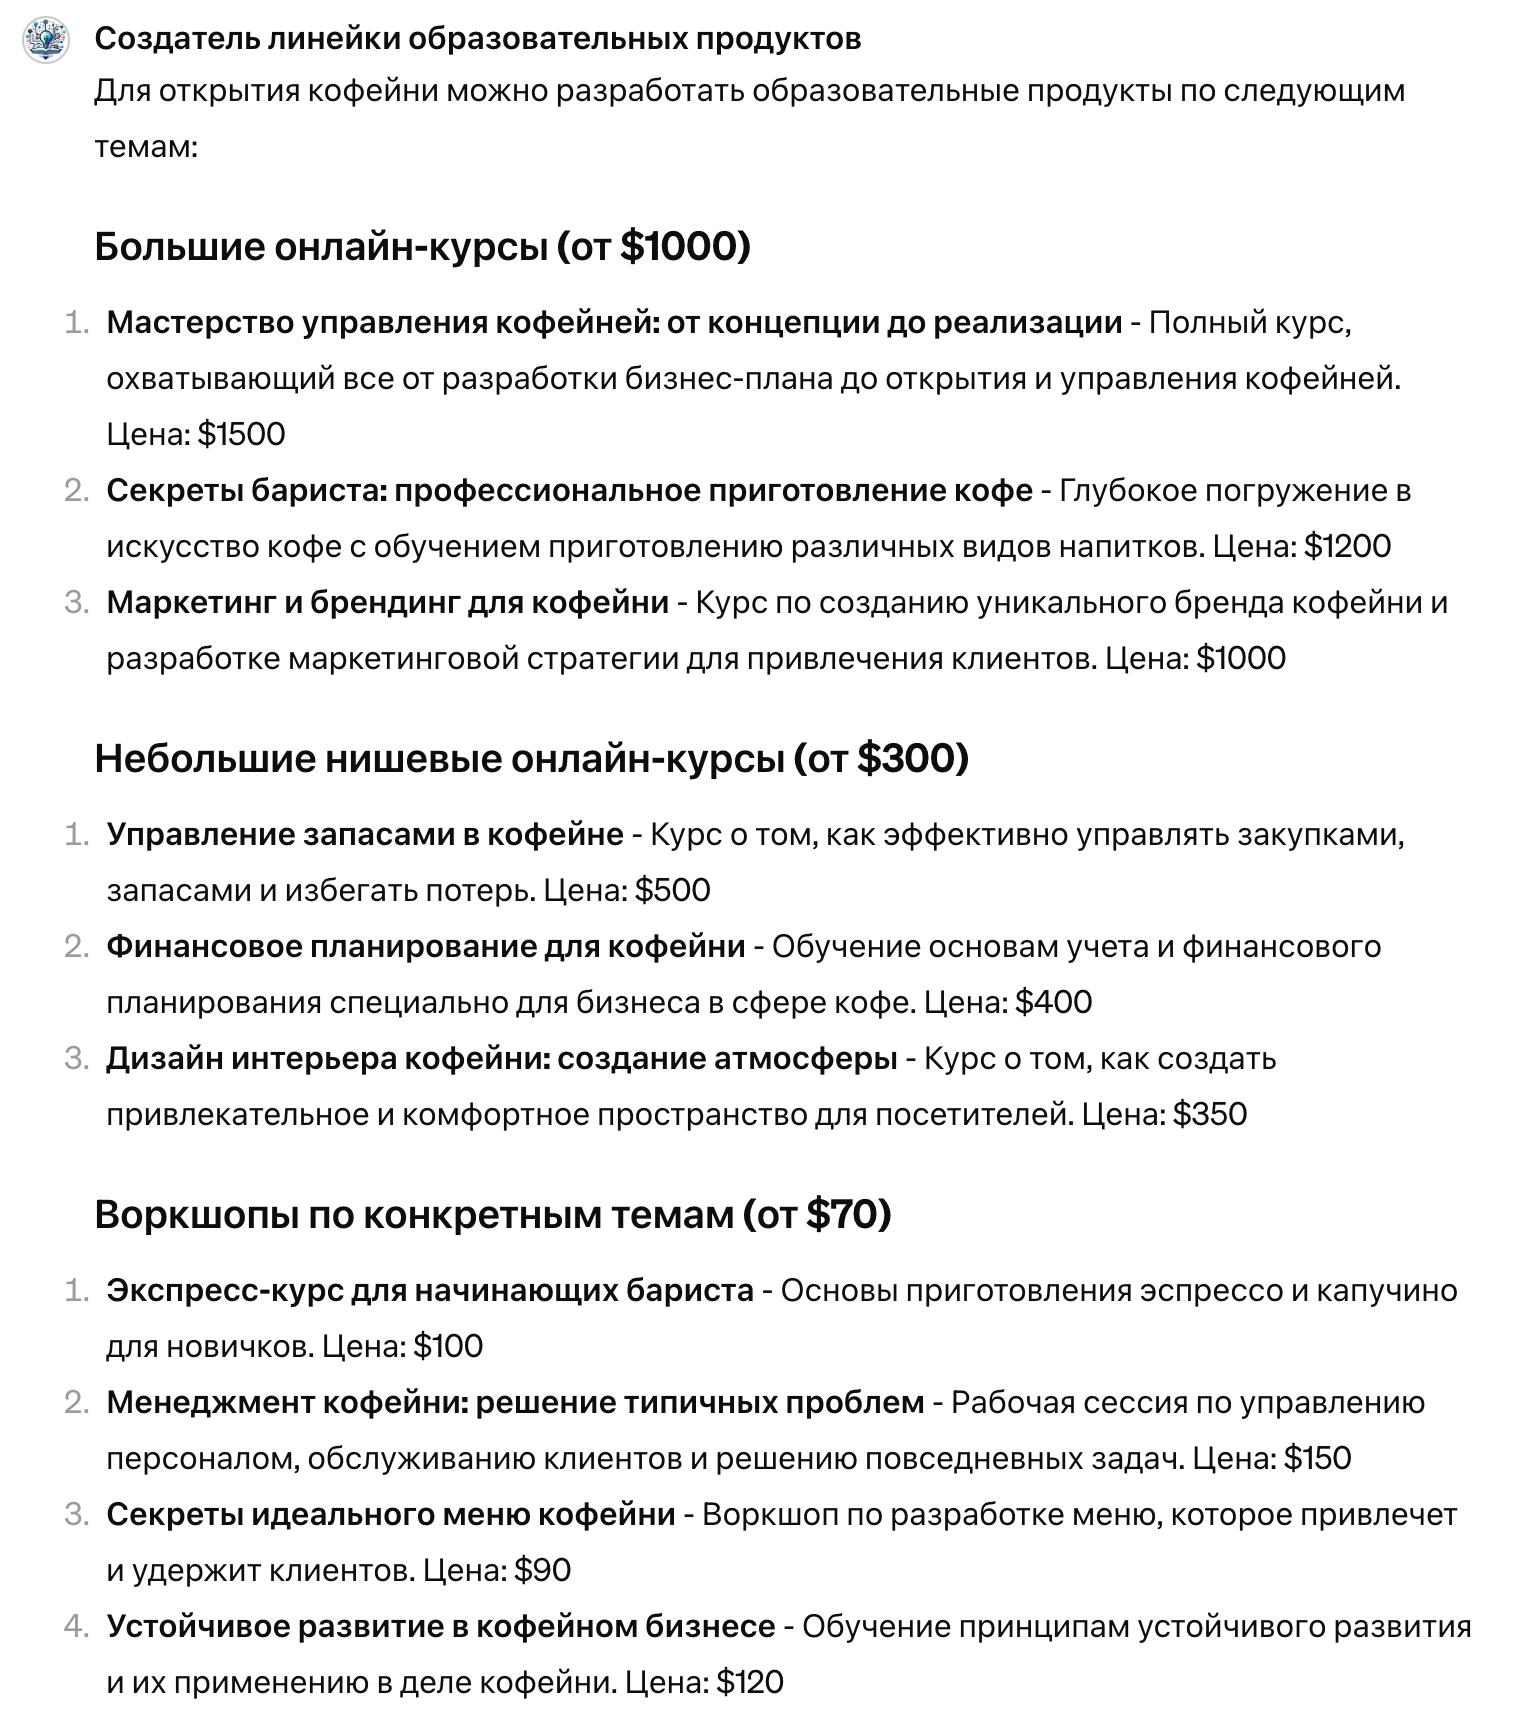 Создатель линейки образовательных продуктов
Для открытия кофейни можно разработать образовательные продукты по следующим
темам:
Большие онлайн-курсы (от $1000)
1. Мастерство управления кофейней: от концепции до реализации - Полный курс,
охватывающий все от разработки бизнес-плана до открытия и управления кофейней.
Цена: $1500
2. Секреты бариста: профессиональное приготовление кофе - Глубокое погружение в
искусство кофе с обучением приготовлению различных видов напитков. Цена: $1200
3. Маркетинг и брендинг для кофейни - Курс по созданию уникального бренда кофейни и
разработке маркетинговой стратегии для привлечения клиентов. Цена: $1000
Небольшие нишевые онлайн-курсы (от $300)
1. Управление запасами в кофейне - Курс о том, как эффективно управлять закупками,
запасами и избегать потерь. Цена: $500
2. Финансовое планирование для кофейни - Обучение основам учета и финансового
планирования специально для бизнеса в сфере кофе. Цена: $400
3. Дизайн интерьера кофейни: создание атмосферы - Курс о том, как создать
привлекательное и комфортное пространство для посетителей. Цена: $350
Воркшопы по конкретным темам (от $70)
1. Экспресс-курс для начинающих бариста - Основы приготовления эспрессо и капучино
для новичков. Цена: $100
2. Менеджмент кофейни: решение типичных проблем - Рабочая сессия по управлению
персоналом, обслуживанию клиентов и решению повседневных задач. Цена: $150
3. Секреты идеального меню кофейни - Воркшоп по разработке меню, которое привлечет
и удержит клиентов. Цена: $90
4. Устойчивое развитие в кофейном бизнесе - Обучение принципам устойчивого развития
и их применению в деле кофейни. Цена: $120